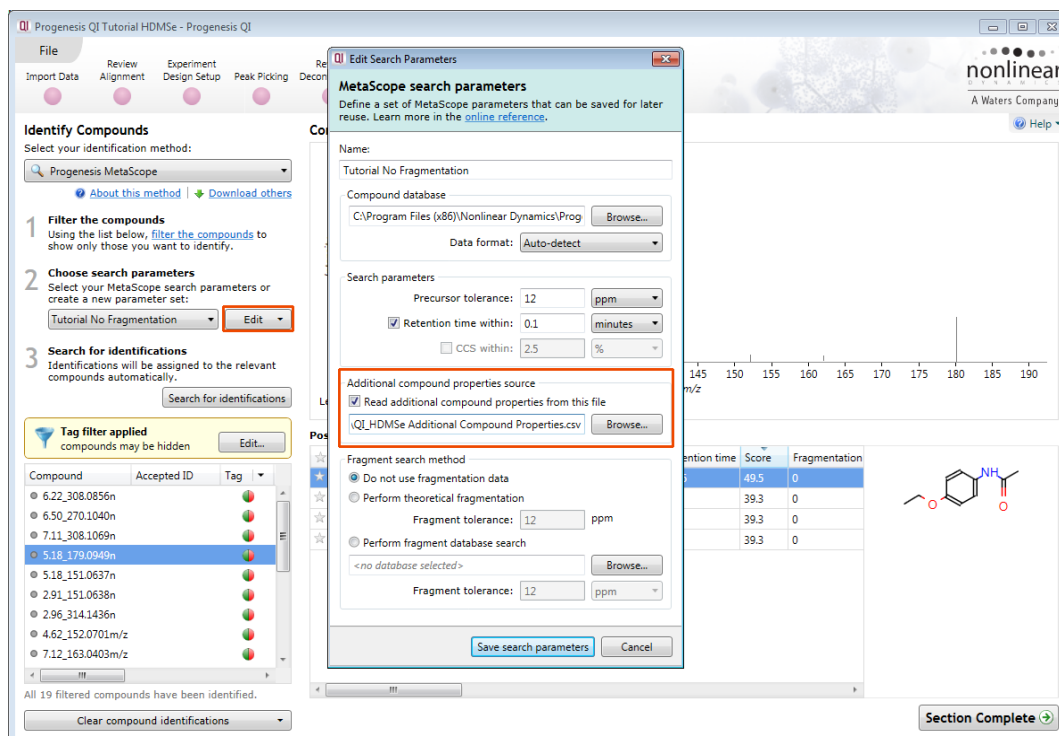 Progenesis QI Tutorial HDMSe - Progenesis QI
File
Import Data
Review Alignment
Experiment Design Setup
Peak Picking
nonlinear
DYNAMICS
A Waters Company
Help
Identify Compounds
Select your identification method:
Progenesis MetaScope
About this method | Download others
1 Filter the compounds
Using the list below, filter the compounds to
show only those you want to identify.
2 Choose search parameters
Select your MetaScope search parameters or
create a new parameter set:
Tutorial No Fragmentation Edit
3 Search for identifications
Identifications will be assigned to the relevant
compounds automatically.
Search for identifications
Tag filter applied
compounds may be hidden
Edit...
Compound Accepted ID Tag
6.22_308.0856n
6.50_270.1040n
7.11_308.1069n
5.18_179.0949n
5.18_151.0637n
2.91_151.0638n
2.96_314.1436n
4.62_152.0701m/z
7.12_163.0403m/z
All 19 filtered compounds have been identified.
Clear compound identifications
QI Edit Search Parameters
MetaScope search parameters
Define a set of MetaScope parameters that can be saved for later
reuse. Learn more in the online reference.
Name:
Tutorial No Fragmentation
Compound database
C:\Program Files (x86)\Nonlinear Dynamics\Prog Browse...
Data format: Auto-detect
Search parameters
Precursor tolerance: 12 ppm
Retention time within: 0.1 minutes
CCS within: 2.5 %
Additional compound properties source
Read additional compound properties from this file
\QI_HDMSe Additional Compound Properties.csv Browse...
Fragment search method
Do not use fragmentation data
Perform theoretical fragmentation
Fragment tolerance: 12 ppm
Perform fragment database search
<no database selected> Browse...
Fragment tolerance: 12 ppm
Save search parameters Cancel
145 150 155 160 165 170 175 180 185 190
m/z
ention time Score Fragmentation
49.5 0
39.3 0
39.3 0
39.3 0
NH
O
O
Section Complete